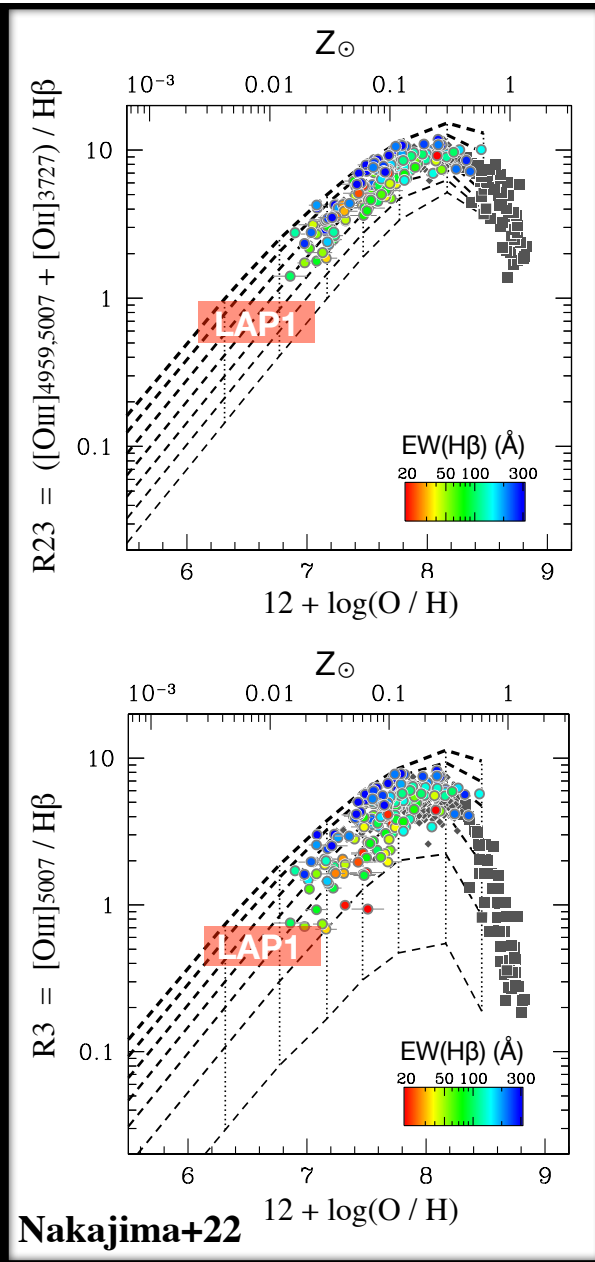 Z⊙
10⁻³ 0.01 0.1 1
R23 = ([OIII]4959,5007 + [OII]3727) / Hβ
10
1
0.1
LAP1
EW(Hβ) (Å)
20 50 100 300
6 7 8 9
12 + log(O / H)
Z⊙
10⁻³ 0.01 0.1 1
R3 = [OIII]5007 / Hβ
10
1
0.1
LAP1
EW(Hβ) (Å)
20 50 100 300
6 7 8 9
12 + log(O / H)
Nakajima+22